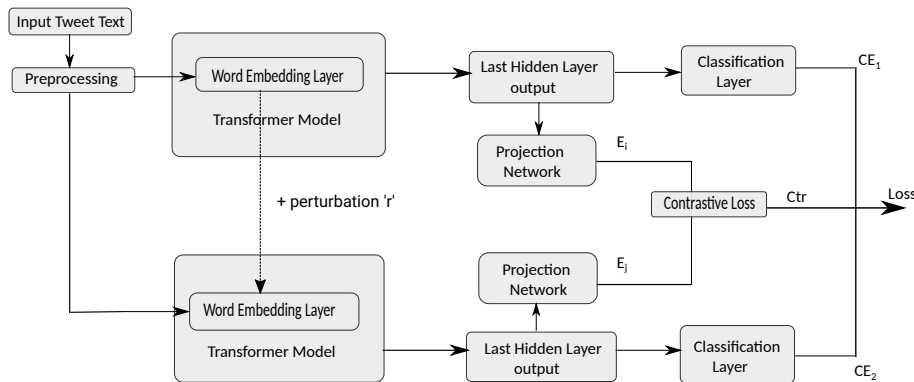 Input Tweet Text
Preprocessing
Word Embedding Layer
Transformer Model
Last Hidden Layer
output
Classification
Layer
CE1
Projection
Network
Ei
+ perturbation 'r'
Contrastive Loss
Ctr
Loss
Projection
Network
Ej
Word Embedding Layer
Transformer Model
Last Hidden Layer
output
Classification
Layer
CE2